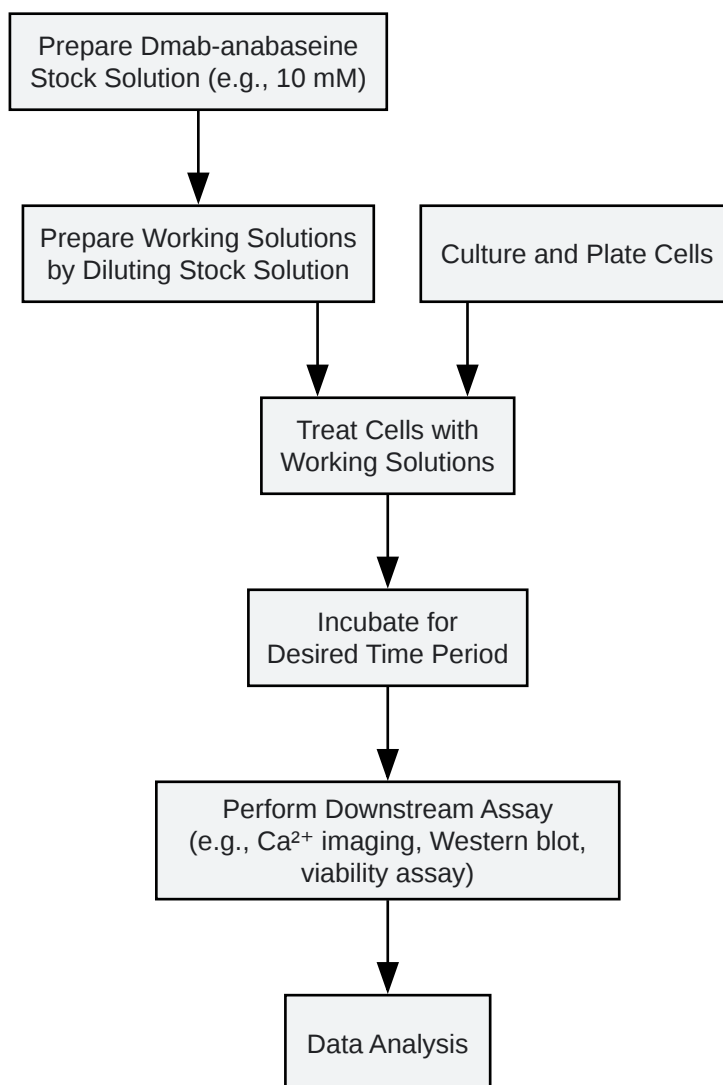 Prepare Dmab-anabaseine
Stock Solution (e.g., 10 mM)
Prepare Working Solutions
by Diluting Stock Solution
Culture and Plate Cells
Treat Cells with
Working Solutions
Incubate for
Desired Time Period
Perform Downstream Assay
(e.g., Ca²⁺ imaging, Western blot,
viability assay)
Data Analysis